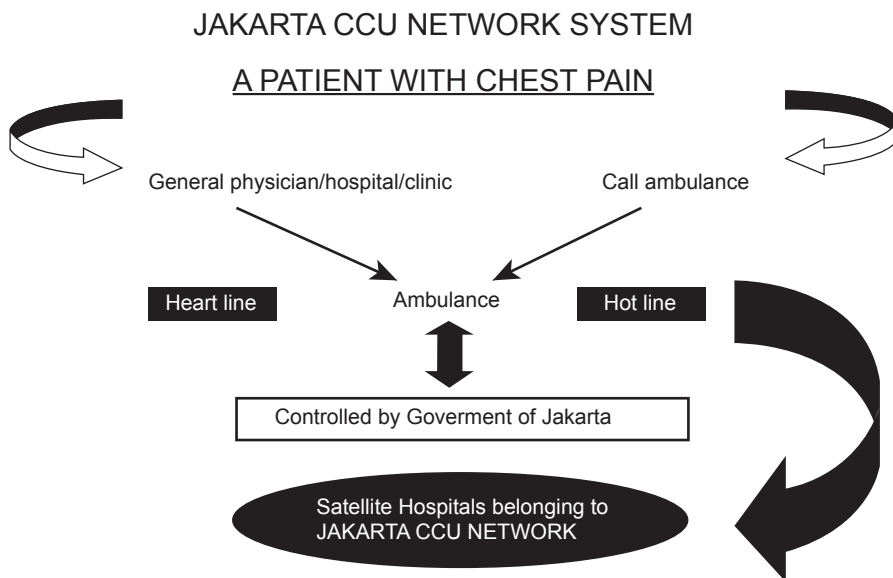 JAKARTA CCU NETWORK SYSTEM
A PATIENT WITH CHEST PAIN
General physician/hospital/clinic
Call ambulance
Heart line
Ambulance
Hot line
Controlled by Goverment of Jakarta
Satellite Hospitals belonging to
JAKARTA CCU NETWORK